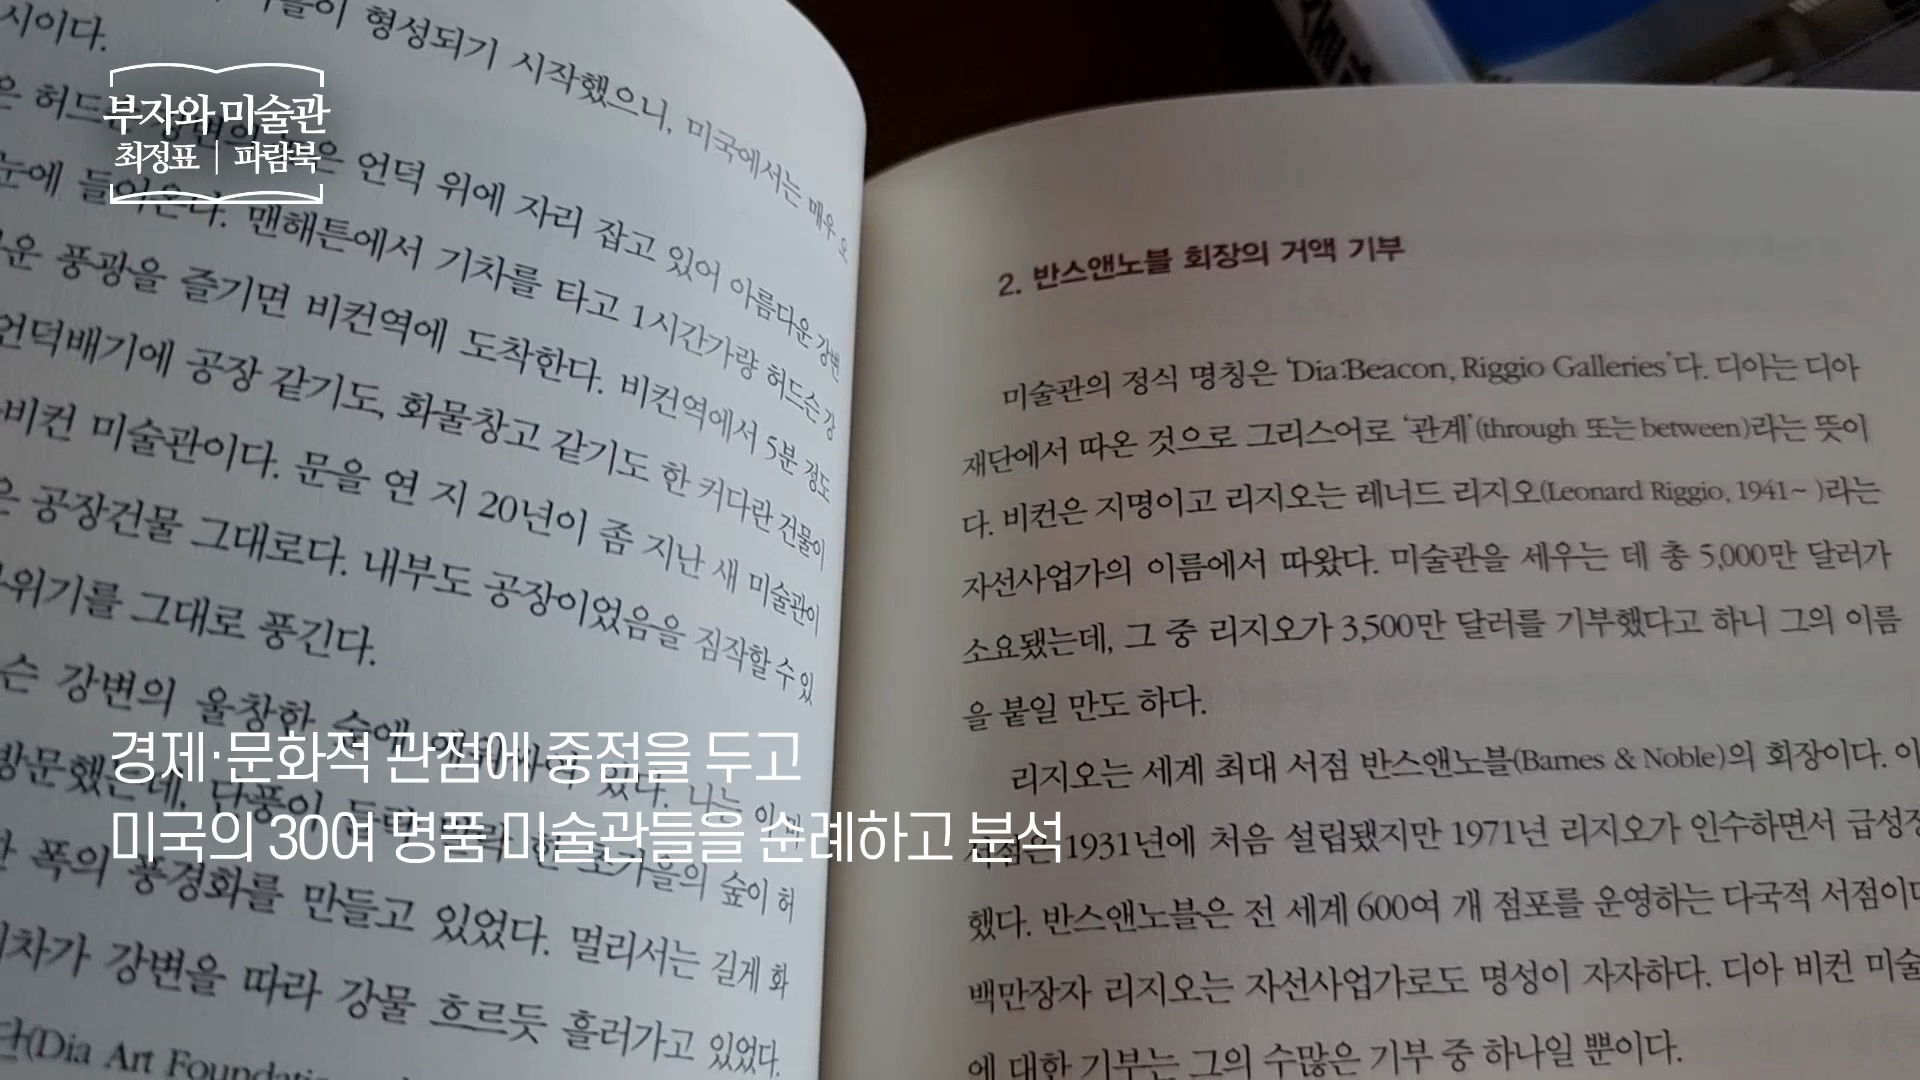 부자와 미술관
최정표 | 파람북
시이다.
형성되기 시작했으니, 미국에서는 매우 오
은 언덕 위에 자리 잡고 있어 아름다운 강변
눈에 들어온다. 맨해튼에서 기차를 타고 1시간가량 허드슨 강
풍광을 즐기면 비컨역에 도착한다. 비컨역에서 5분 정도
언덕배기에 공장 같기도, 화물창고 같기도 한 커다란 건물이
비컨 미술관이다. 문을 연 지 20년이 좀 지난 새 미술관이
공장건물 그대로다. 내부도 공장이었음을 짐작할 수 있
그대로 풍긴다.
강변의 울창한 숲에 있다. 나는 이
방문했는데, 단풍이
폭의 풍경화를 만들고 있었다. 멀리서는 길게 화
강변을 따라 강물 흐르듯 흘러가고 있었다.
(Dia Art Foundation
2. 반스앤노블 회장의 거액 기부
미술관의 정식 명칭은 ‘Dia:Beacon, Riggio Galleries’다. 디아는 디아
재단에서 따온 것으로 그리스어로 ‘관계’(through 또는 between)라는 뜻이
다. 비컨은 지명이고 리지오는 레너드 리지오(Leonard Riggio, 1941~ )라는
자선사업가의 이름에서 따왔다. 미술관을 세우는 데 총 5,000만 달러가
소요됐는데, 그 중 리지오가 3,500만 달러를 기부했다고 하니 그의 이름
을 붙일 만도 하다.
리지오는 세계 최대 서점 반스앤노블(Barnes & Noble)의 회장이다. 이
서점은 1931년에 처음 설립됐지만 1971년 리지오가 인수하면서 급성장
했다. 반스앤노블은 전 세계 600여 개 점포를 운영하는 다국적 서점이다
백만장자 리지오는 자선사업가로도 명성이 자자하다. 디아 비컨 미술
에 대한 기부는 그의 수많은 기부 중 하나일 뿐이다.
경제·문화적 관점에 중점을 두고
미국의 30여 명품 미술관들을 순례하고 분석